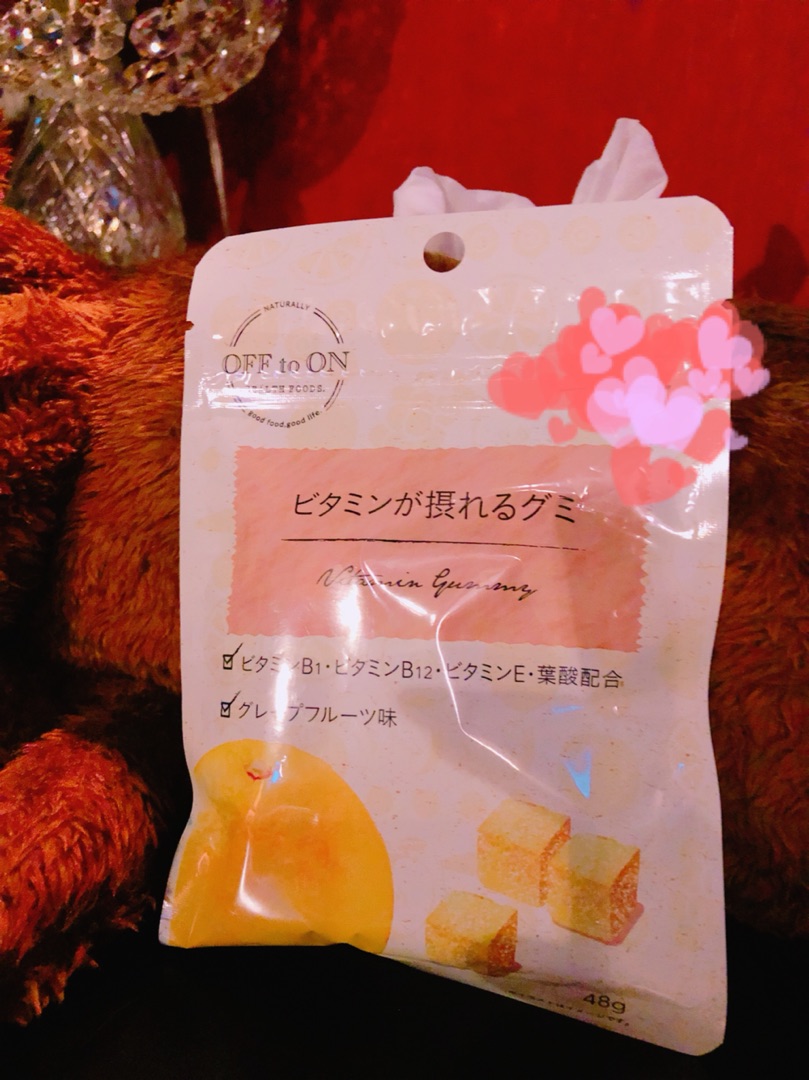 NATURALLY
OFF to ON
HEALTH FOODS.
good food.good life.
ビタミンが摂れるグミ
Vitamin Gummy
ビタミンB1・ビタミンB12・ビタミンE・葉酸配合
グレープフルーツ味
48g